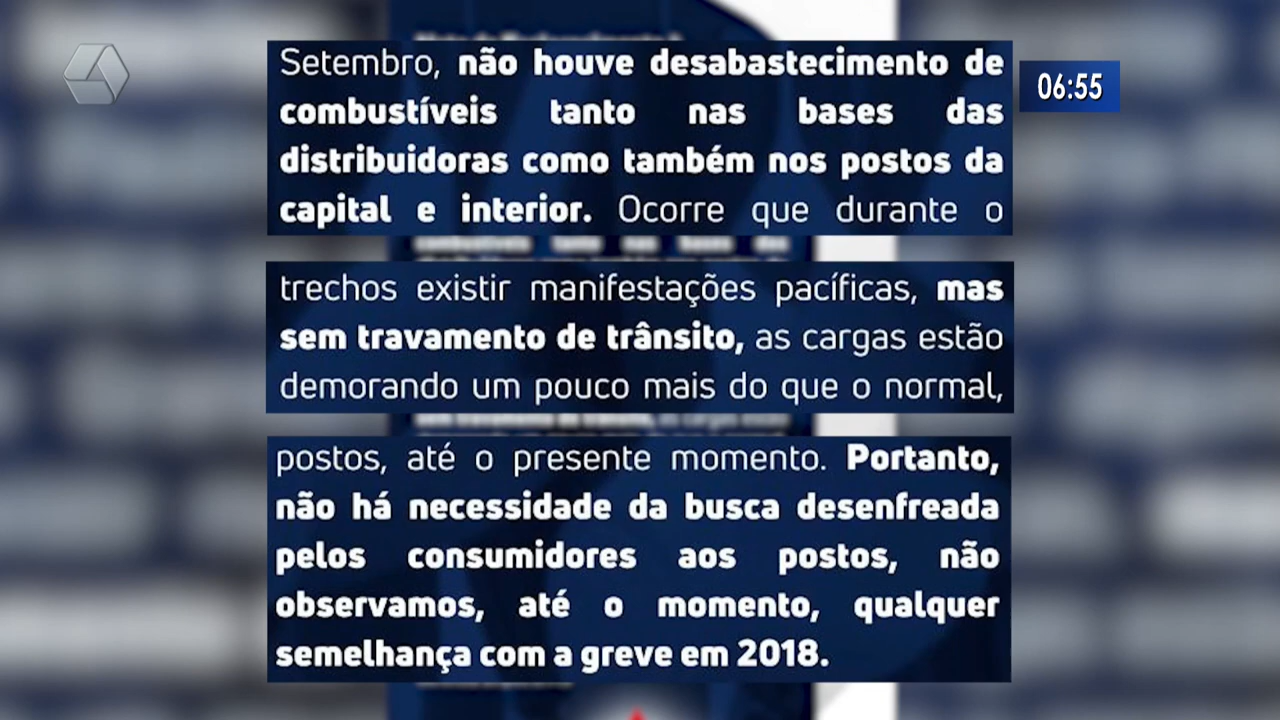 Setembro, não houve desabastecimento de
combustíveis tanto nas bases das
distribuidoras como também nos postos da
capital e interior. Ocorre que durante o
06:55
trechos existir manifestações pacíficas, mas
sem travamento de trânsito, as cargas estão
demorando um pouco mais do que o normal,
postos, até o presente momento. Portanto,
não há necessidade da busca desenfreada
pelos consumidores aos postos, não
observamos, até o momento, qualquer
semelhança com a greve em 2018.